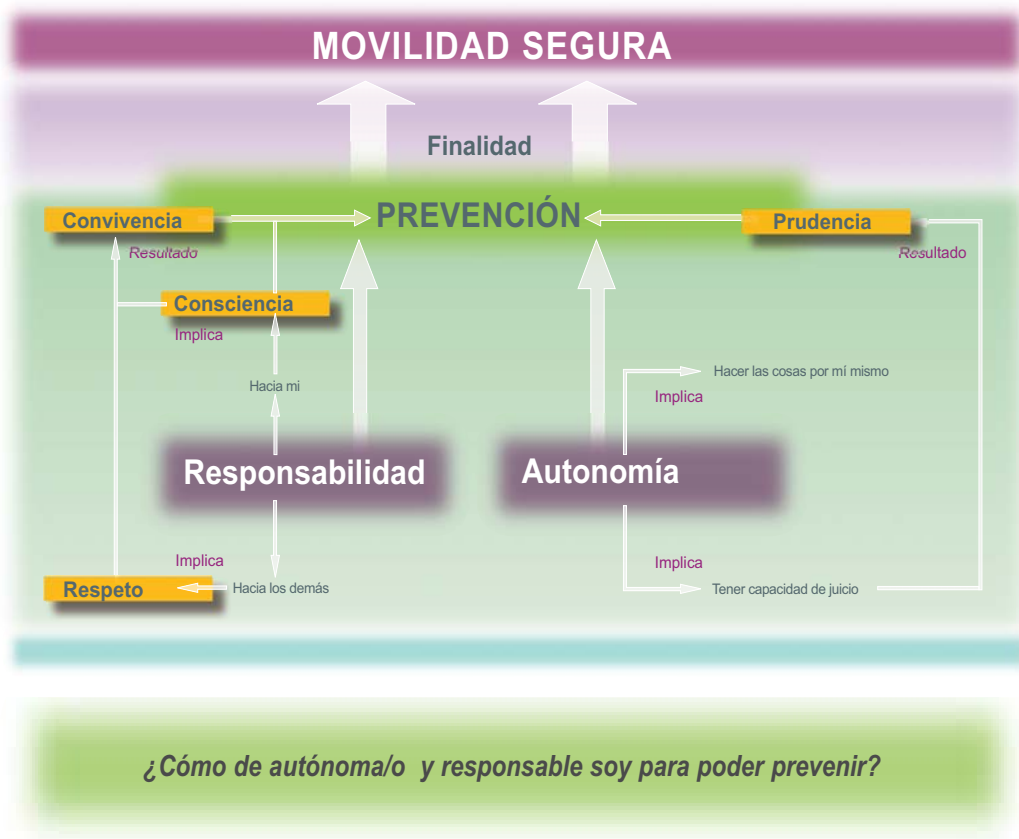 MOVILIDAD SEGURA
Finalidad
Convivencia
PREVENCIÓN
Prudencia
Resultado
Resultado
Consciencia
Implica
Hacia mi
Hacer las cosas por mí mismo
Implica
Responsabilidad
Autonomía
Implica
Implica
Respeto
Hacia los demás
Tener capacidad de juicio
¿Cómo de autónoma/o y responsable soy para poder prevenir?